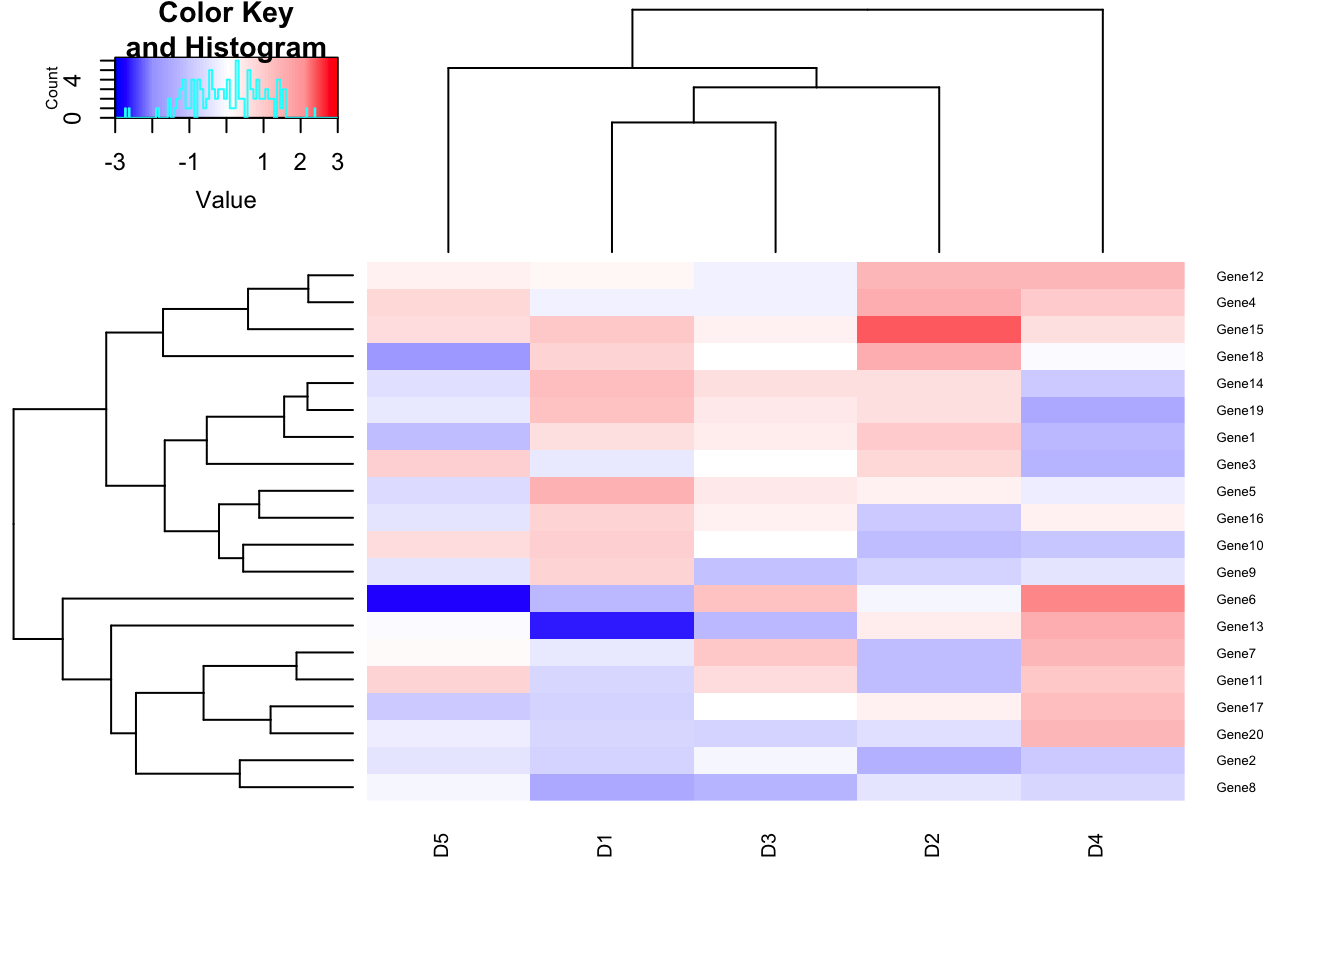 Color Key
and Histogram
Count
0 4
-3 -1 1 2 3
Value
Gene12
Gene4
Gene15
Gene18
Gene14
Gene19
Gene1
Gene3
Gene5
Gene16
Gene10
Gene9
Gene6
Gene13
Gene7
Gene11
Gene17
Gene20
Gene2
Gene8
D5 D1 D3 D2 D4